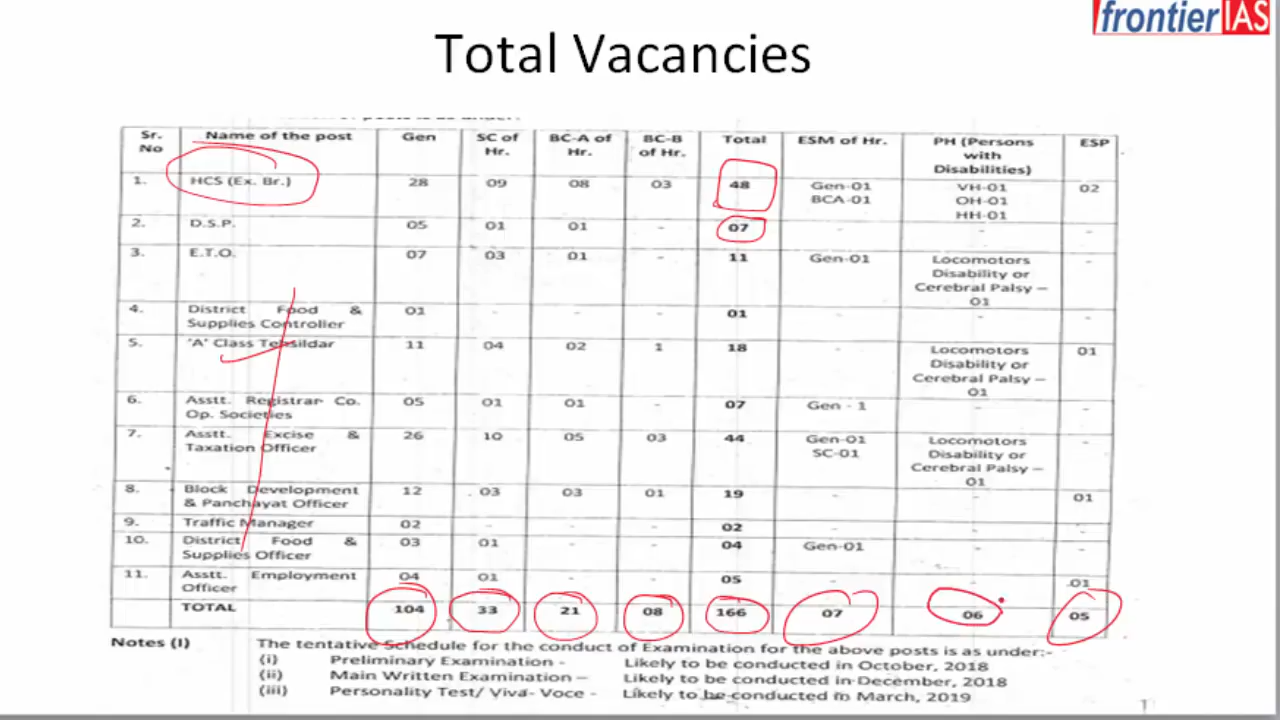 frontier IAS
Total Vacancies
Sr. No | Name of the post | Gen | SC of Hr. | BC-A of Hr. | BC-B of Hr. | Total | ESM of Hr. | PH (Persons with Disabilities) | ESP
1. | HCS (Ex. Br.) | 28 | 09 | 08 | 03 | 48 | Gen-01 BCA-01 | VH-01 OH-01 HH-01 | 02
2. | D.S.P. | 05 | 01 | 01 | - | 07 | - | - | -
3. | E.T.O. | 07 | 03 | 01 | - | 11 | Gen-01 | Locomotors Disability or Cerebral Palsy – 01 | -
4. | District Food & Supplies Controller | 01 | - | - | - | 01 | - | - | -
5. | 'A' Class Tehsildar | 11 | 04 | 02 | 1 | 18 | - | Locomotors Disability or Cerebral Palsy – 01 | 01
6. | Asstt. Registrar Co. Op. Societies | 05 | 01 | 01 | - | 07 | Gen - 1 | - | -
7. | Asstt. Excise & Taxation Officer | 26 | 10 | 05 | 03 | 44 | Gen-01 SC-01 | Locomotors Disability or Cerebral Palsy – 01 | -
8. | Block Development & Panchayat Officer | 12 | 03 | 03 | 01 | 19 | - | - | 01
9. | Traffic Manager | 02 | - | - | - | 02 | - | - | -
10. | District Food & Supplies Officer | 03 | 01 | - | - | 04 | Gen-01 | - | -
11. | Asstt. Employment Officer | 04 | 01 | - | - | 05 | - | - | 01
TOTAL | 104 | 33 | 21 | 08 | 166 | 07 | 06 | 05
Notes (I) The tentative Schedule for the conduct of Examination for the above posts is as under:-
(i) Preliminary Examination - Likely to be conducted in October, 2018
(ii) Main Written Examination – Likely to be conducted in December, 2018
(iii) Personality Test/ Viva- Voce - Likely to be conducted in March, 2019